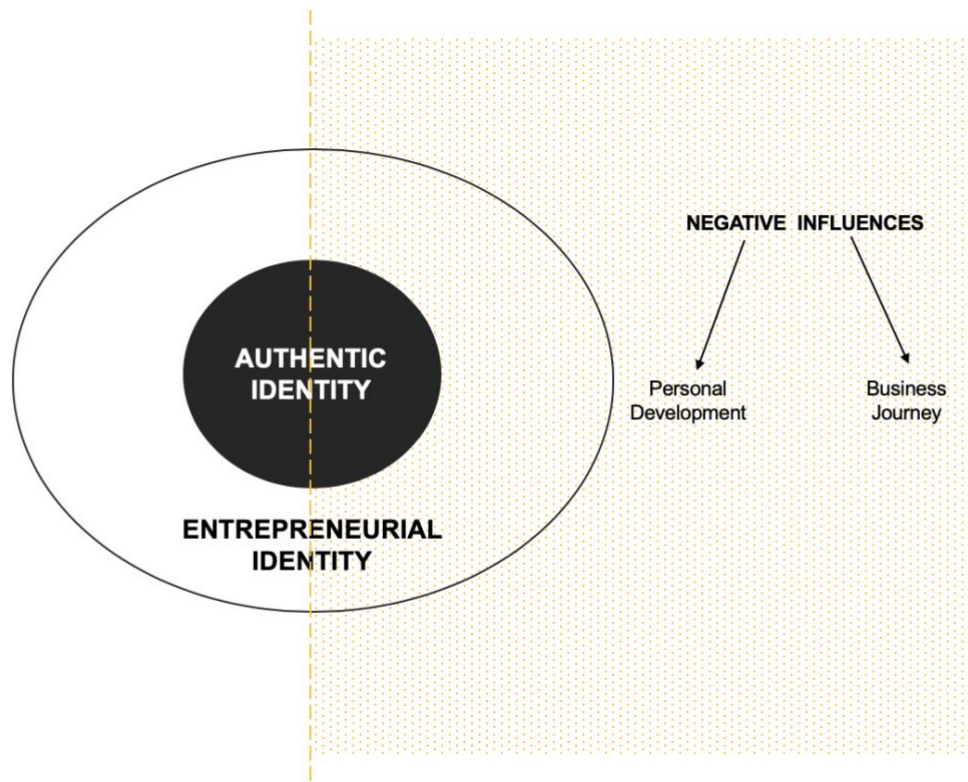 NEGATIVE INFLUENCES
AUTHENTIC
IDENTITY
Personal
Development
Business
Journey
ENTREPRENEURIAL
IDENTITY